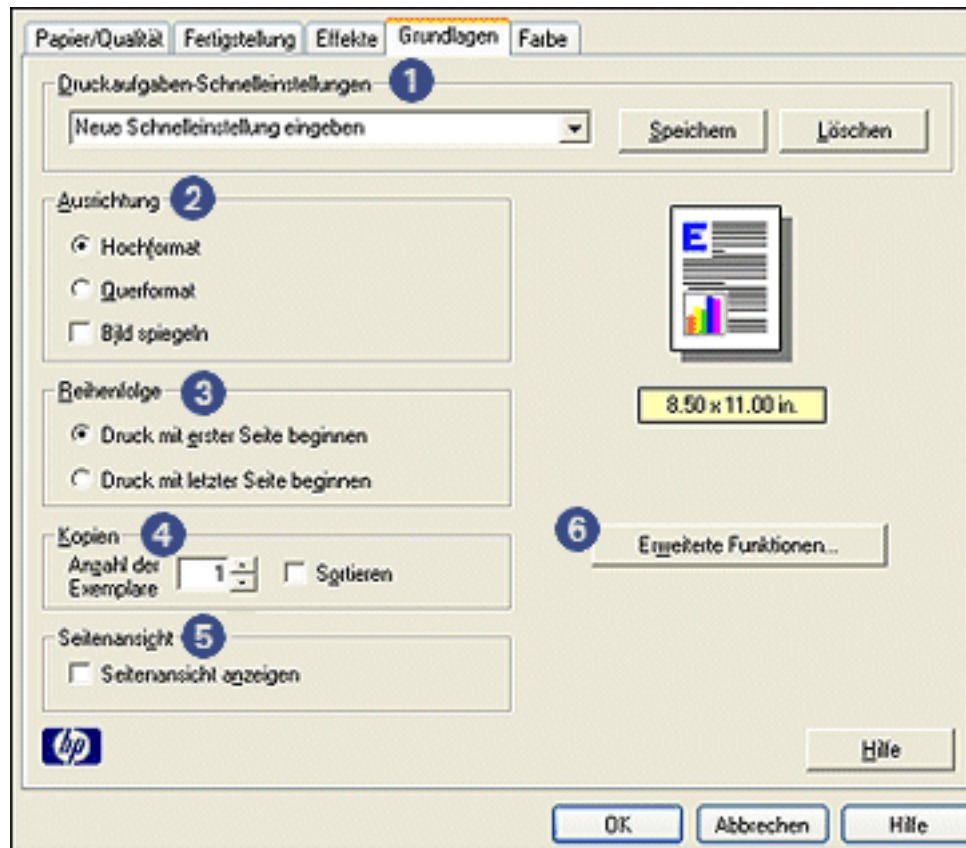 Papier/Qualität Fertigstellung Effekte Grundlagen Farbe
Druckaufgaben-Schnelleinstellungen 1
Neue Schnelleinstellung eingeben Speichern Löschen
Ausrichtung 2
Hochformat
Querformat
Bild spiegeln
E
8.50 x 11.00 in.
Reihenfolge 3
Druck mit erster Seite beginnen
Druck mit letzter Seite beginnen
Kopien 4
Angahl der
Exemplare 1 Sortieren
6 Erweiterte Funktionen...
Seitenansicht 5
Seitenansicht anzeigen
hp
Hilfe
OK Abbrechen Hilfe